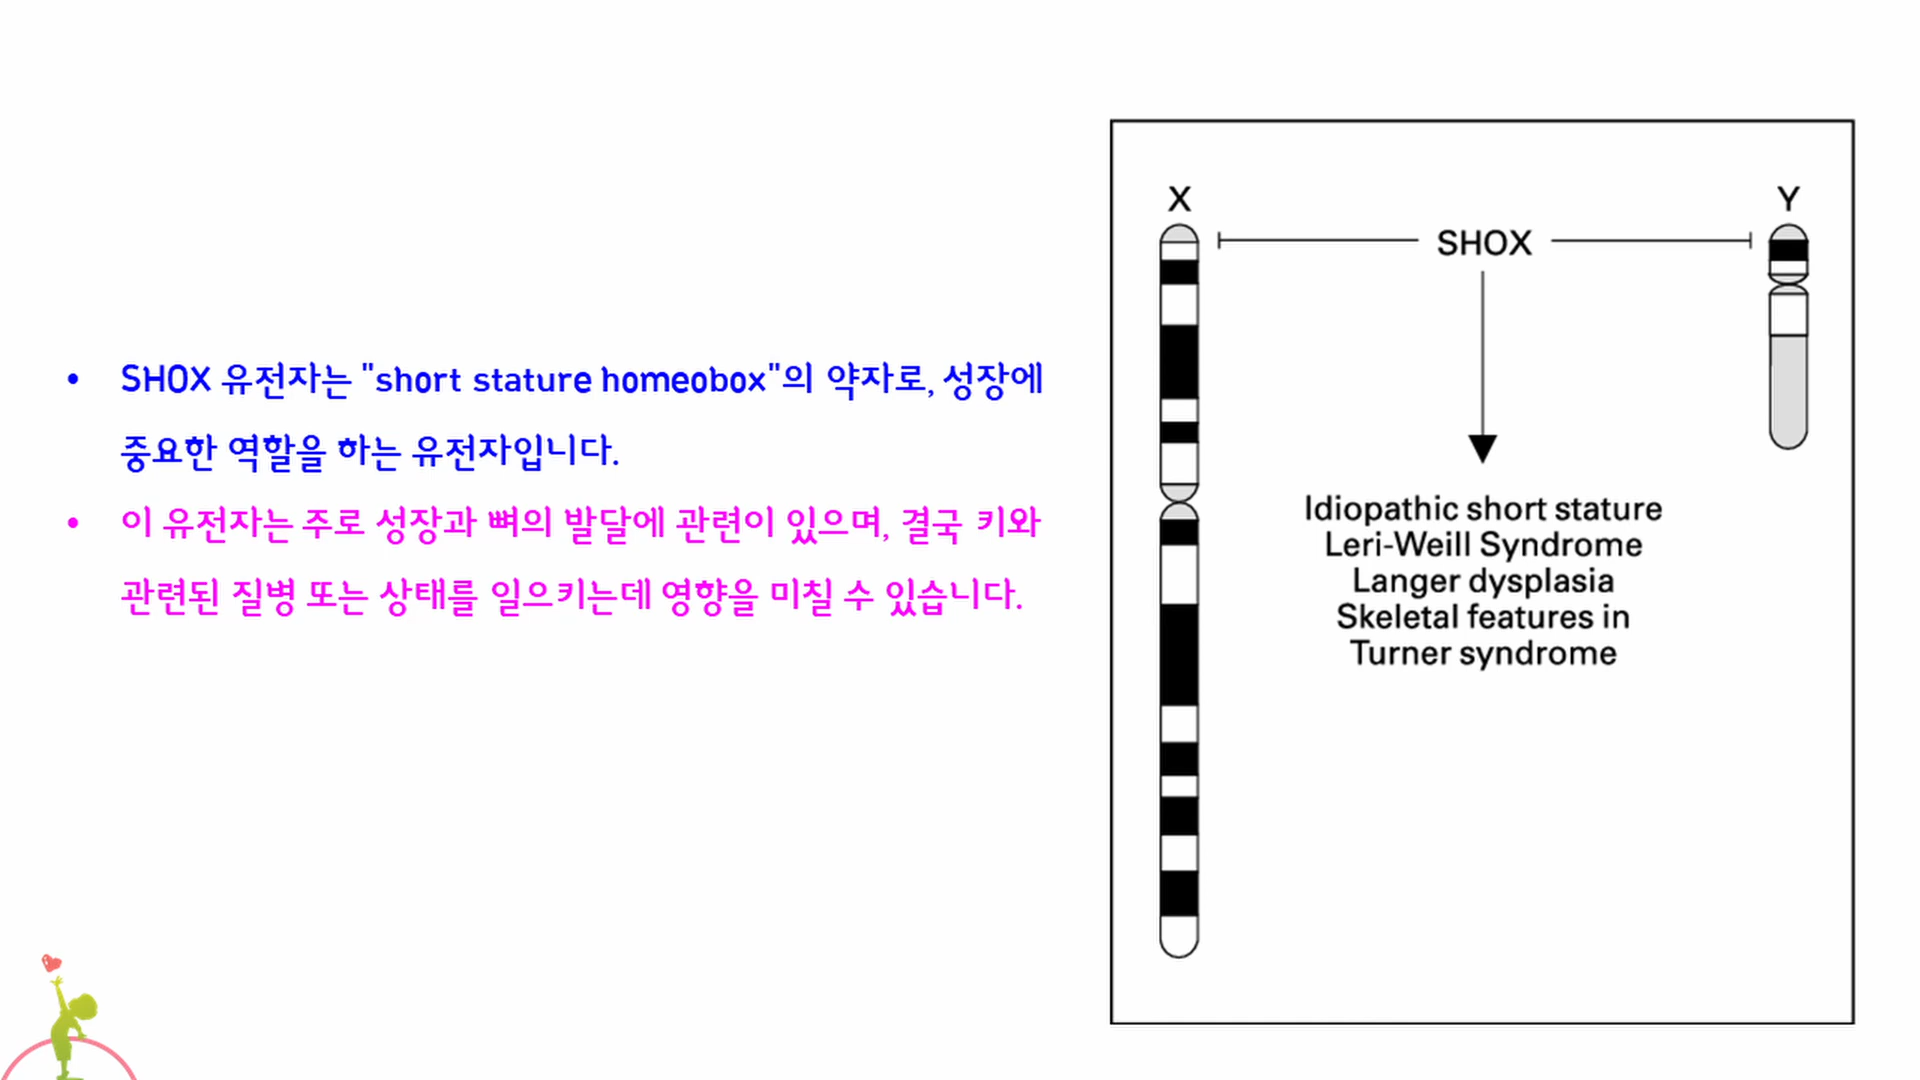 • SHOX 유전자는 "short stature homeobox"의 약자로, 성장에
중요한 역할을 하는 유전자입니다.
• 이 유전자는 주로 성장과 뼈의 발달에 관련이 있으며, 결국 키와
관련된 질병 또는 상태를 일으키는데 영향을 미칠 수 있습니다.
X
Y
SHOX
Idiopathic short stature
Leri-Weill Syndrome
Langer dysplasia
Skeletal features in
Turner syndrome